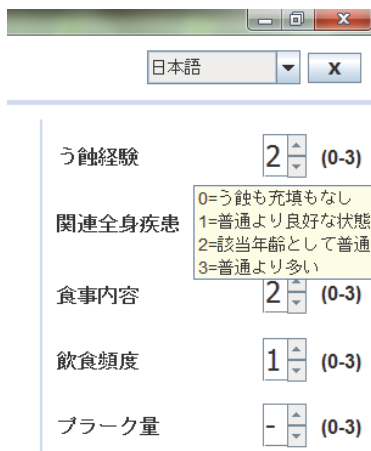 日本語
x
う蝕経験 2 (0-3)
0=う蝕も充填もなし
関連全身疾患 1=普通より良好な状態
2=該当年齢として普通
3=普通より多い
食事内容 2 (0-3)
飲食頻度 1 (0-3)
プラーク量 - (0-3)